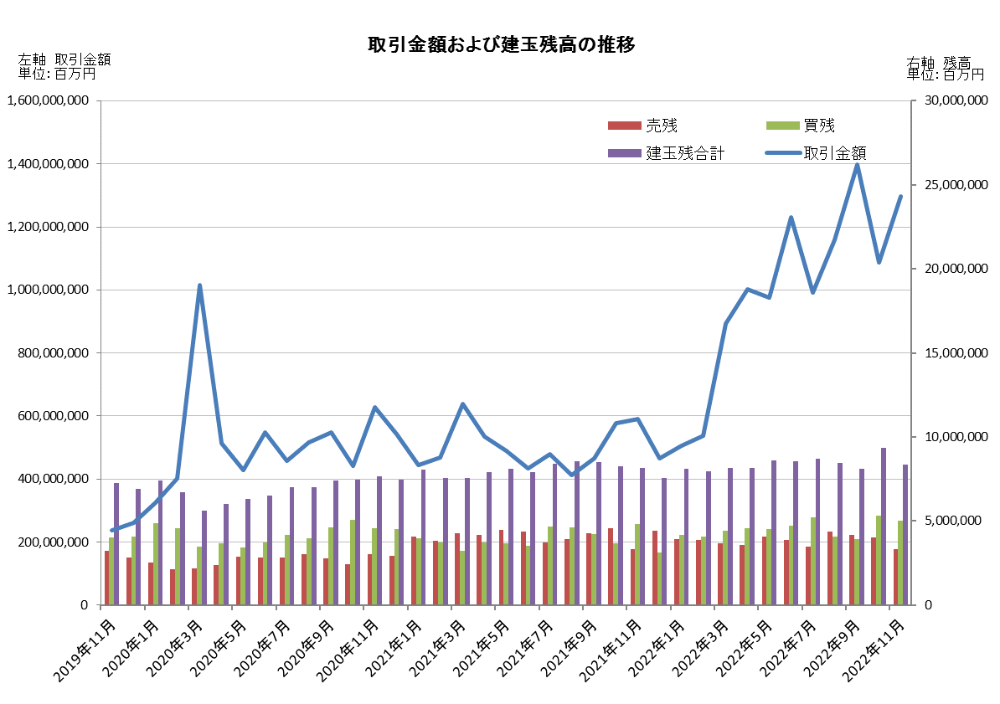 取引金額および建玉残高の推移
左軸 取引金額
単位: 百万円
右軸 残高
単位: 百万円
1,600,000,000
1,400,000,000
1,200,000,000
1,000,000,000
800,000,000
600,000,000
400,000,000
200,000,000
0
30,000,000
25,000,000
20,000,000
15,000,000
10,000,000
5,000,000
0
売残
買残
建玉残合計
取引金額
2019年11月
2020年1月
2020年3月
2020年5月
2020年7月
2020年9月
2020年11月
2021年1月
2021年3月
2021年5月
2021年7月
2021年9月
2021年11月
2022年1月
2022年3月
2022年5月
2022年7月
2022年9月
2022年11月